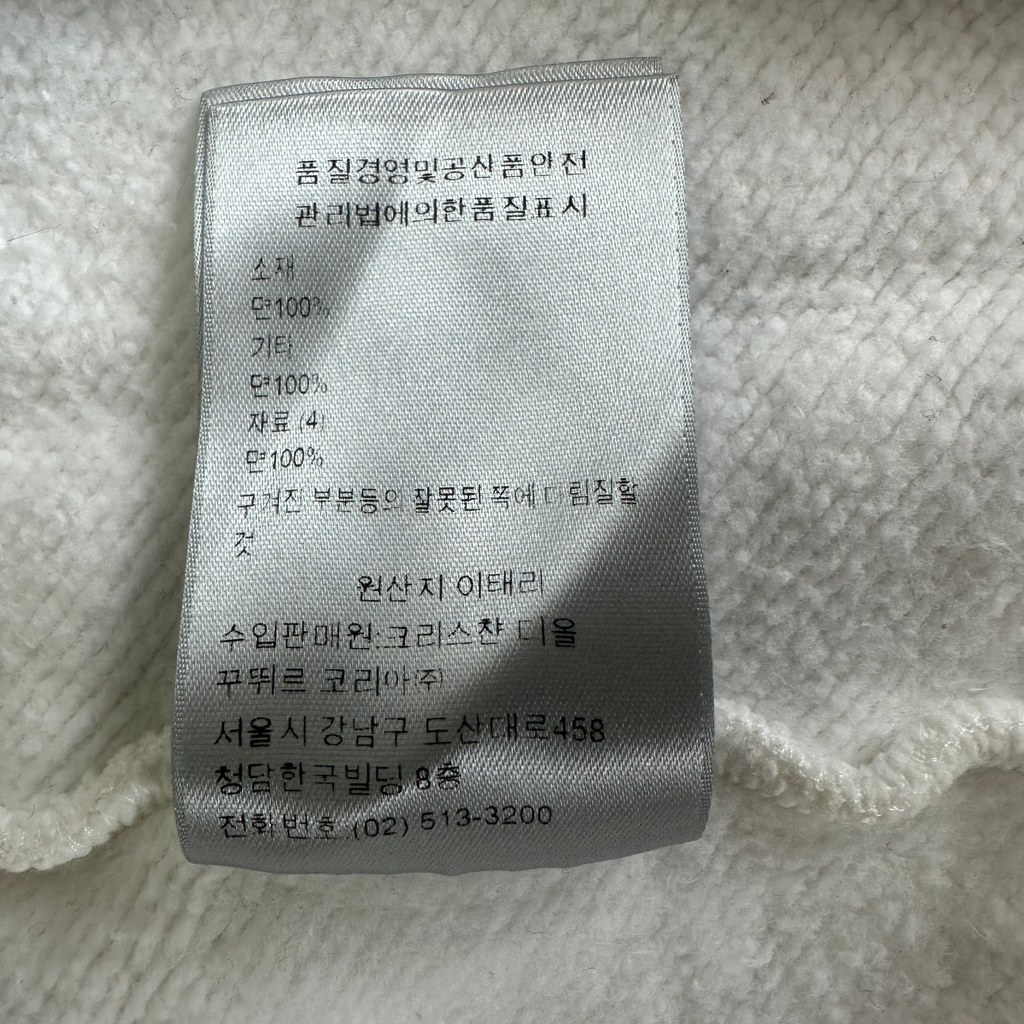 품질경영및공산품안전
관리법에의한품질표시
소재
면100%
기타
면100%
재료 (4)
면100%
구겨진 부분등의 잘못된 쪽에 다림질할
것
원산지 이태리
수입판매원:크리스챤 디올
꾸뛰르 코리아(주)
서울시 강남구 도산대로458
청담한국빌딩 8층
전화번호 (02) 513-3200